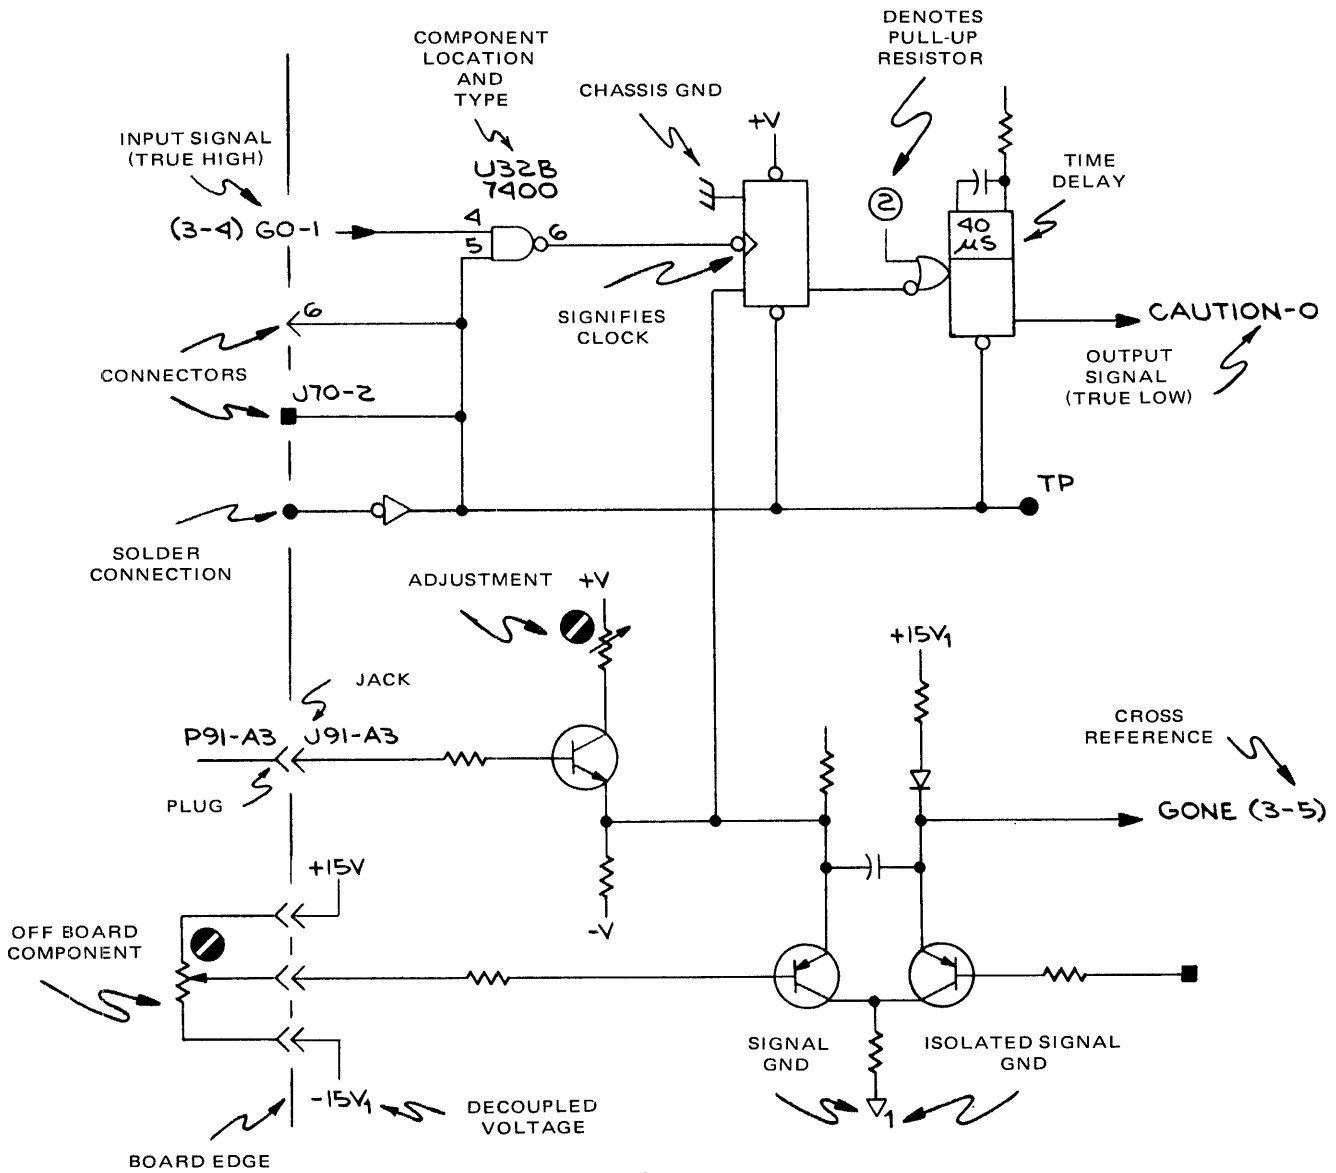 DENOTES
PULL-UP
RESISTOR
COMPONENT
LOCATION
AND
TYPE
CHASSIS GND
+V
INPUT SIGNAL
(TRUE HIGH)
U32B
7400
TIME
DELAY
2
(3-4) GO-1
4
5
6
40
μS
SIGNIFIES
CLOCK
6
CAUTION-0
CONNECTORS
J70-2
OUTPUT
SIGNAL
(TRUE LOW)
TP
SOLDER
CONNECTION
ADJUSTMENT
+V
+15V1
JACK
P91-A3
J91-A3
PLUG
CROSS
REFERENCE
GONE (3-5)
+15V
-V
OFF BOARD
COMPONENT
SIGNAL
GND
ISOLATED SIGNAL
GND
-15V1
DECOUPLED
VOLTAGE
1
BOARD EDGE